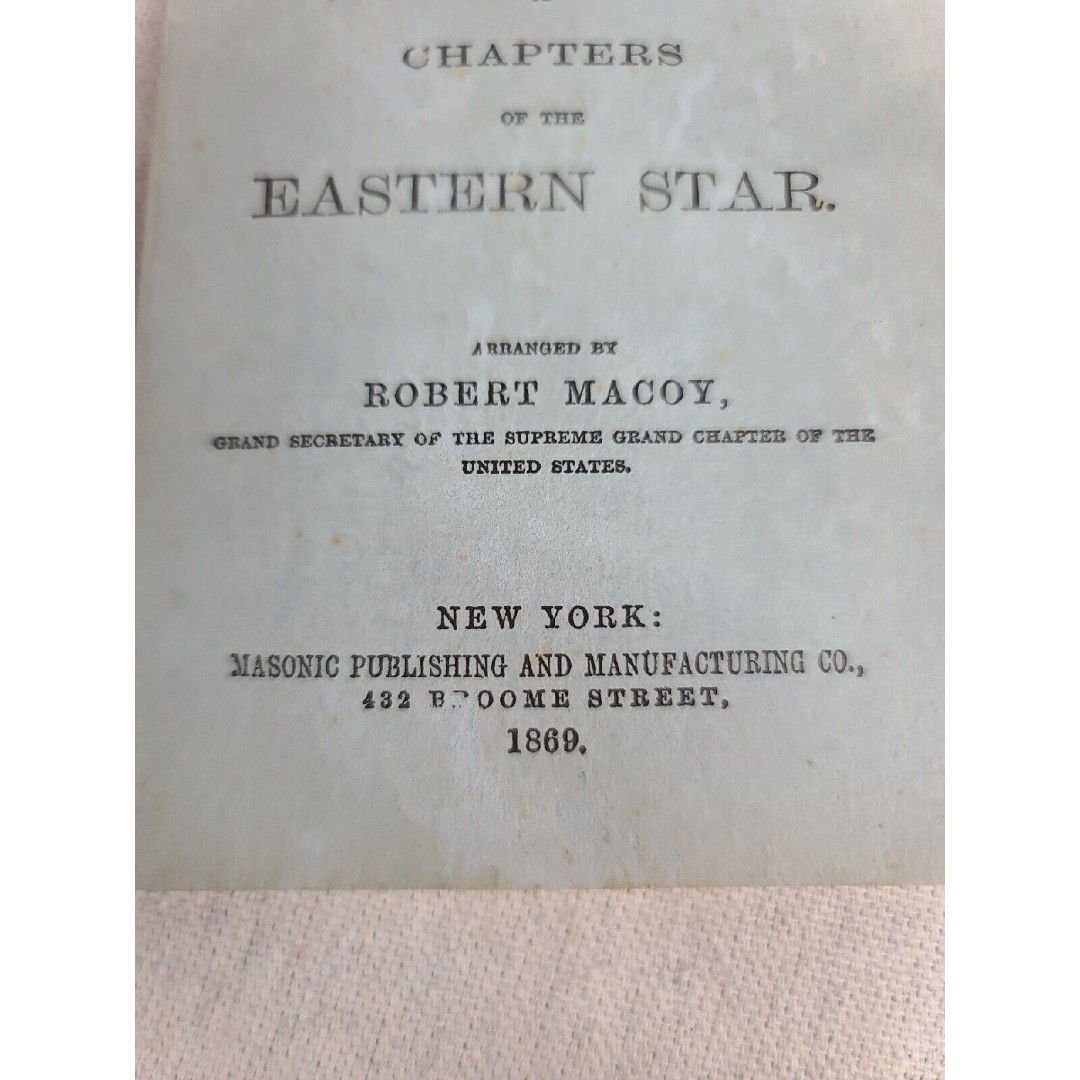 CHAPTERS
OF THE
EASTERN STAR.
ARRANGED BY
ROBERT MACOY,
GRAND SECRETARY OF THE SUPREME GRAND CHAPTER OF THE
UNITED STATES.
NEW YORK:
MASONIC PUBLISHING AND MANUFACTURING CO.,
432 BROOME STREET,
1869.